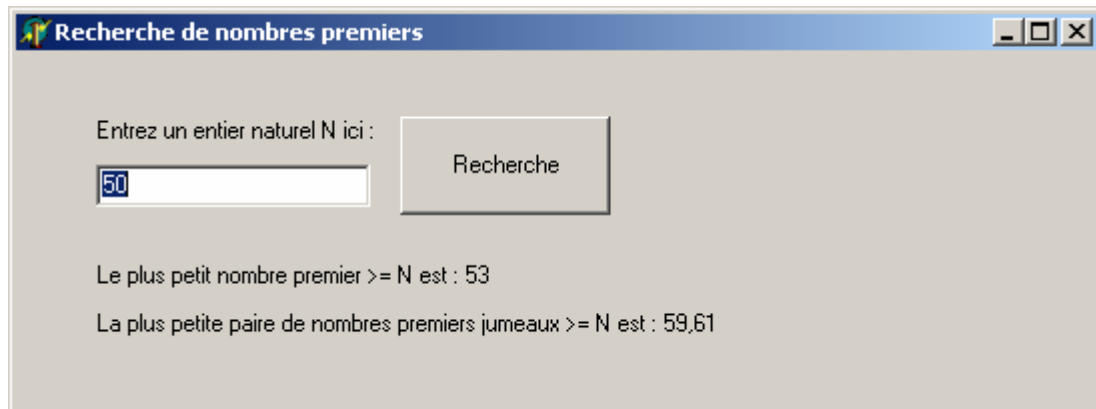 Recherche de nombres premiers
Entrez un entier naturel N ici :
Recherche
50
Le plus petit nombre premier >= N est : 53
La plus petite paire de nombres premiers jumeaux >= N est : 59,61